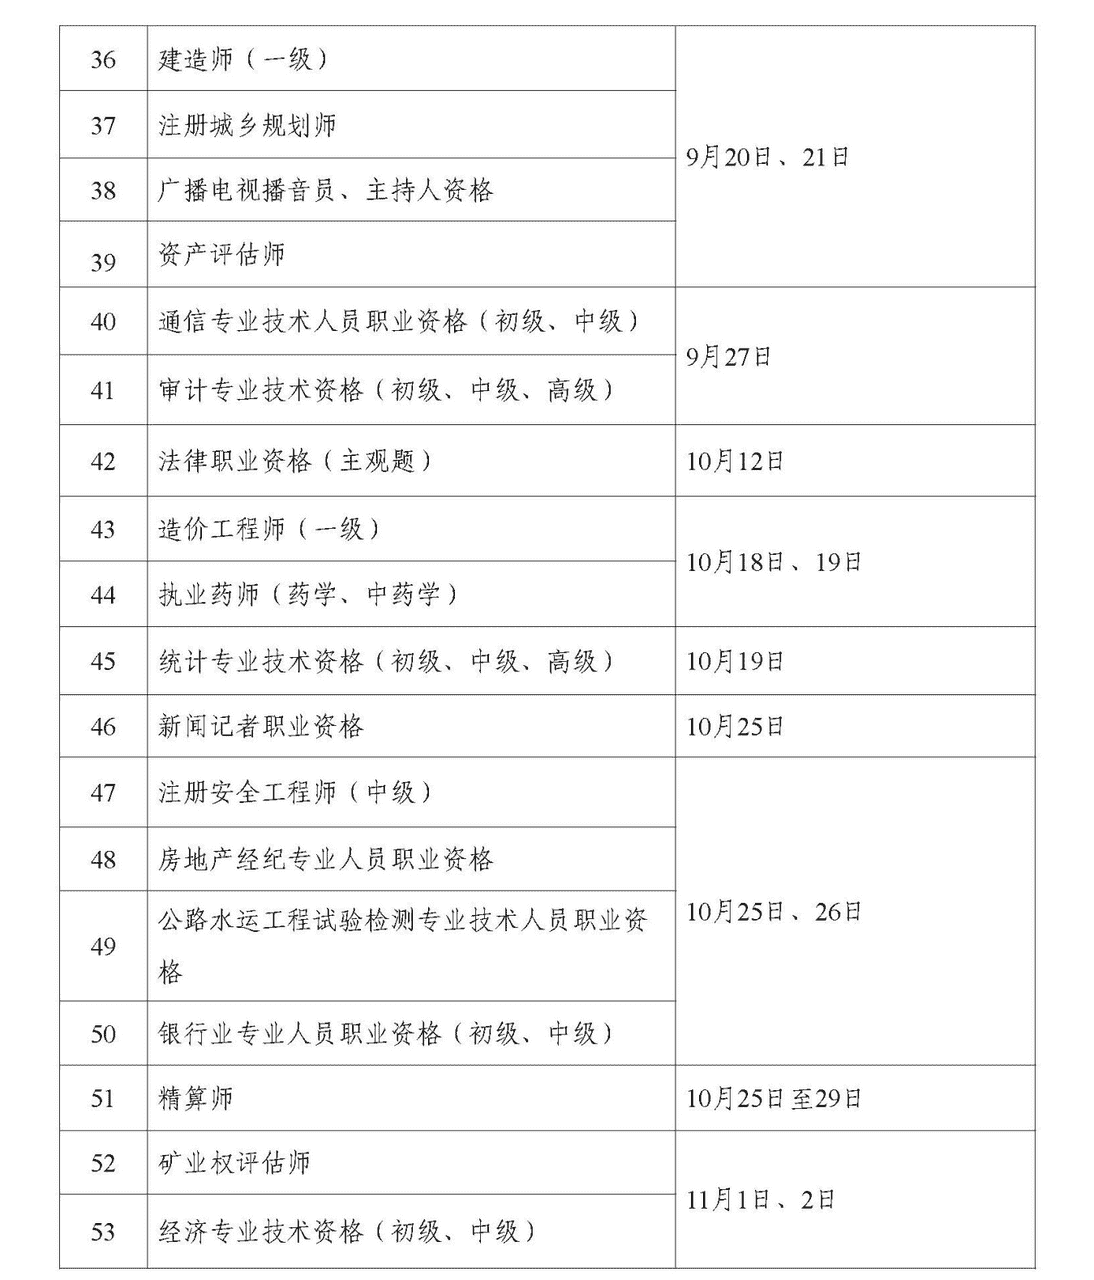 36 建造师（一级）
37 注册城乡规划师
9月20日、21日
38 广播电视播音员、主持人资格
39 资产评估师
40 通信专业技术人员职业资格（初级、中级）
9月27日
41 审计专业技术资格（初级、中级、高级）
42 法律职业资格（主观题） 10月12日
43 造价工程师（一级）
10月18日、19日
44 执业药师（药学、中药学）
45 统计专业技术资格（初级、中级、高级） 10月19日
46 新闻记者职业资格 10月25日
47 注册安全工程师（中级）
48 房地产经纪专业人员职业资格
10月25日、26日
49 公路水运工程试验检测专业技术人员职业资
格
50 银行业专业人员职业资格（初级、中级）
51 精算师 10月25日至29日
52 矿业权评估师
11月1日、2日
53 经济专业技术资格（初级、中级）